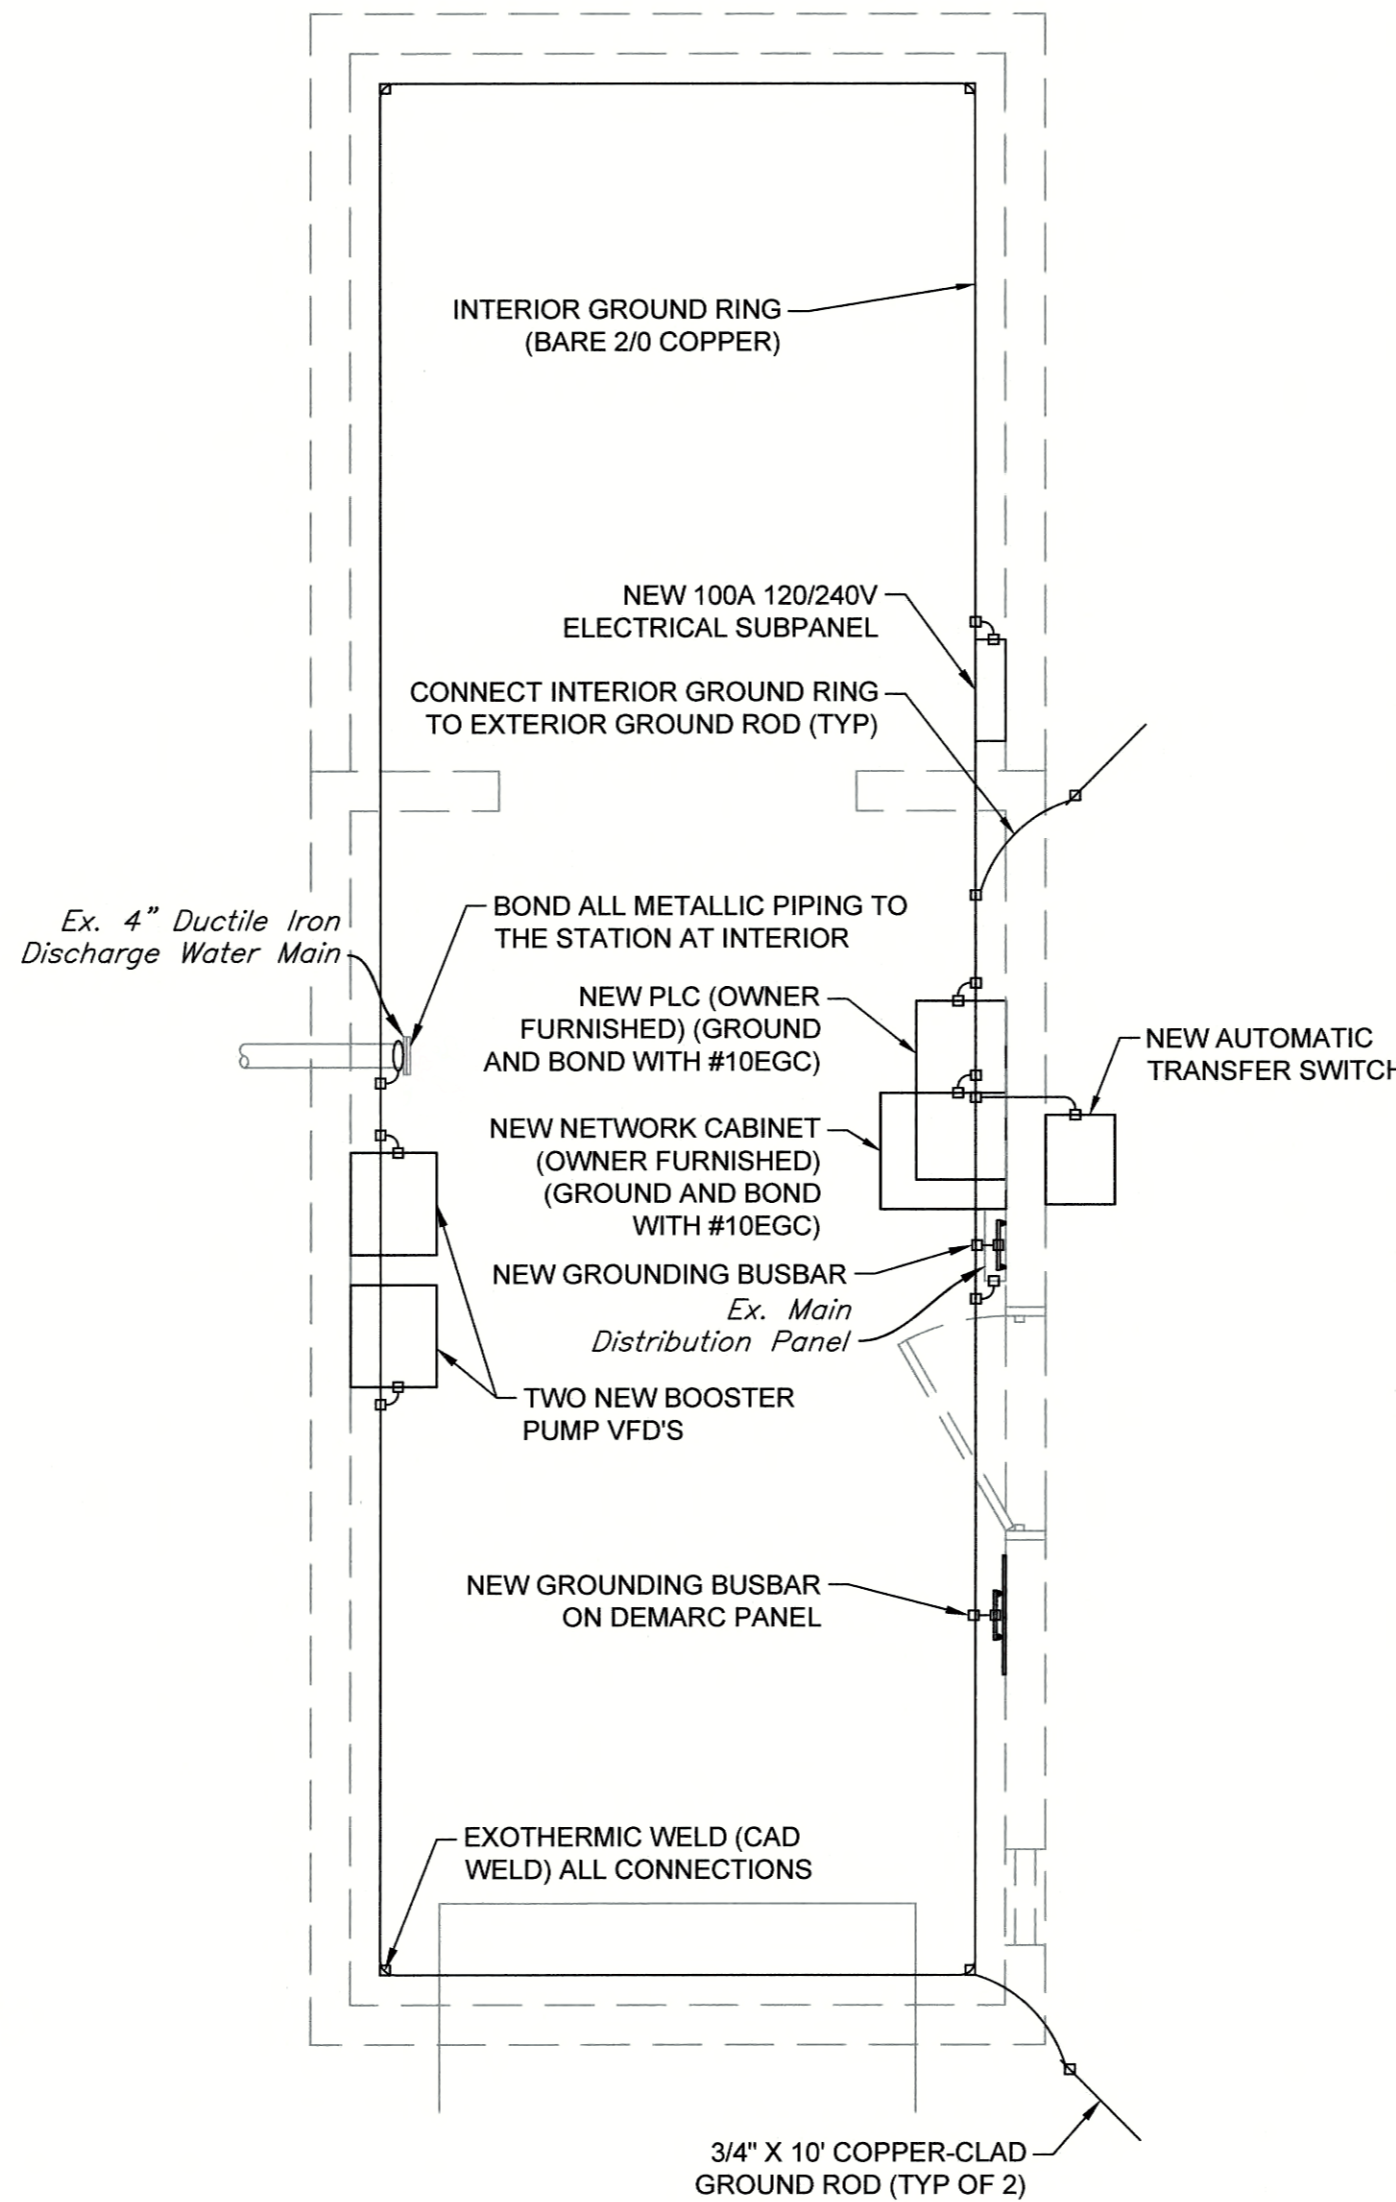 INTERIOR GROUND RING
(BARE 2/0 COPPER)
NEW 100A 120/240V
ELECTRICAL SUBPANEL
CONNECT INTERIOR GROUND RING
TO EXTERIOR GROUND ROD (TYP)
Ex. 4" Ductile Iron
Discharge Water Main
BOND ALL METALLIC PIPING TO
THE STATION AT INTERIOR
NEW PLC (OWNER
FURNISHED) (GROUND
AND BOND WITH #10EGC)
NEW AUTOMATIC
TRANSFER SWITCH
NEW NETWORK CABINET
(OWNER FURNISHED)
(GROUND AND BOND
WITH #10EGC)
NEW GROUNDING BUSBAR
Ex. Main
Distribution Panel
TWO NEW BOOSTER
PUMP VFD'S
NEW GROUNDING BUSBAR
ON DEMARC PANEL
EXOTHERMIC WELD (CAD
WELD) ALL CONNECTIONS
3/4" X 10' COPPER-CLAD
GROUND ROD (TYP OF 2)